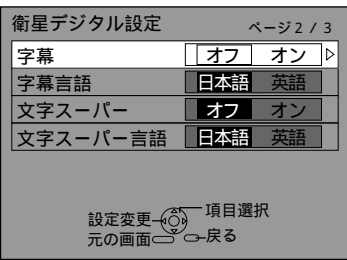 衛星デジタル設定 ページ2 / 3
字幕 オフ オン
字幕言語 日本語 英語
文字スーパー オフ オン
文字スーパー言語 日本語 英語
設定変更 項目選択
元の画面 戻る